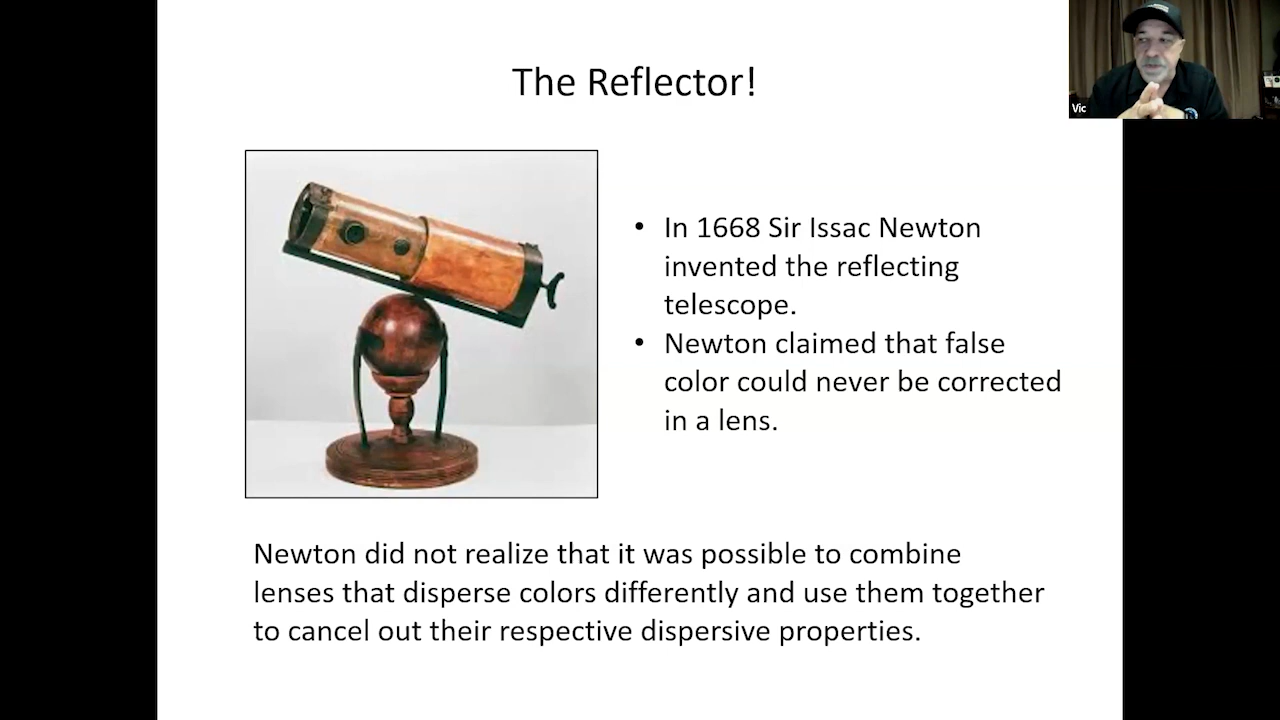 The Reflector!
Vic
• In 1668 Sir Issac Newton
invented the reflecting
telescope.
• Newton claimed that false
color could never be corrected
in a lens.
Newton did not realize that it was possible to combine
lenses that disperse colors differently and use them together
to cancel out their respective dispersive properties.